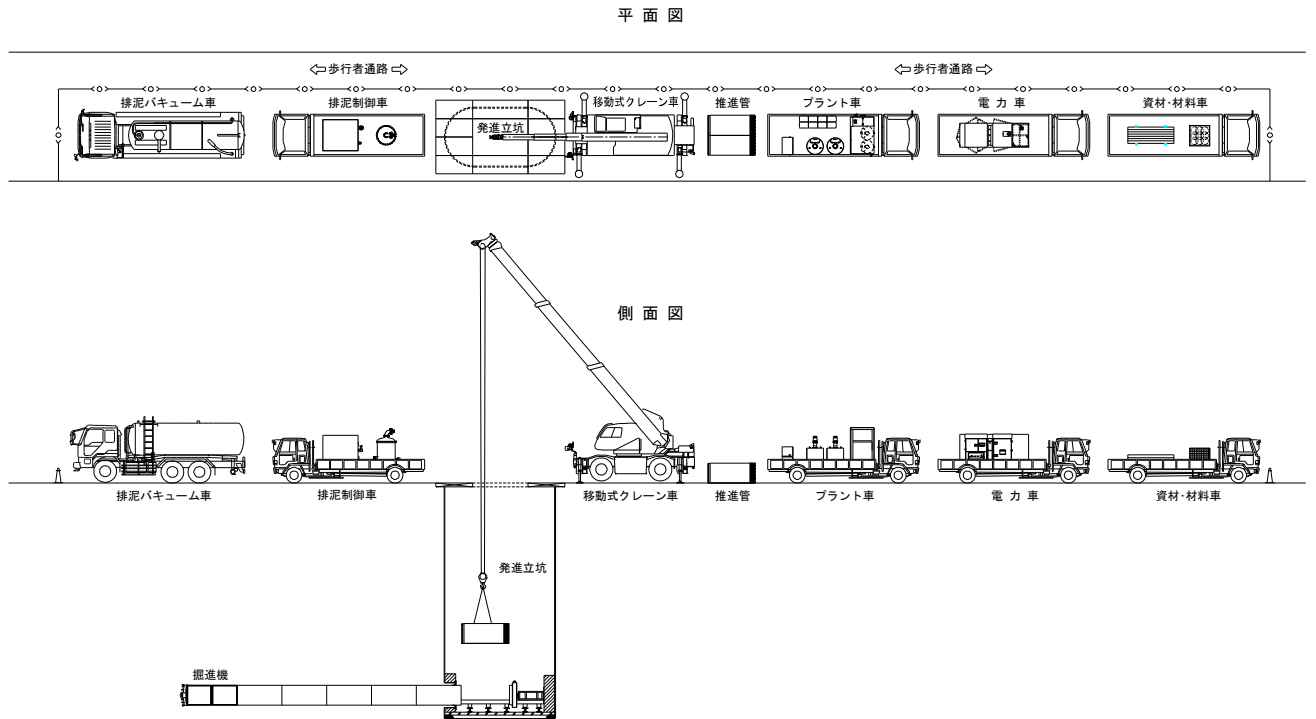 平面図
歩行者通路
歩行者通路
排泥バキューム車
排泥制御車
発進立坑
移動式クレーン車
推進管
プラント車
電力車
資材・材料車
側面図
排泥バキューム車
排泥制御車
移動式クレーン車
推進管
プラント車
電力車
資材・材料車
発進立坑
掘進機